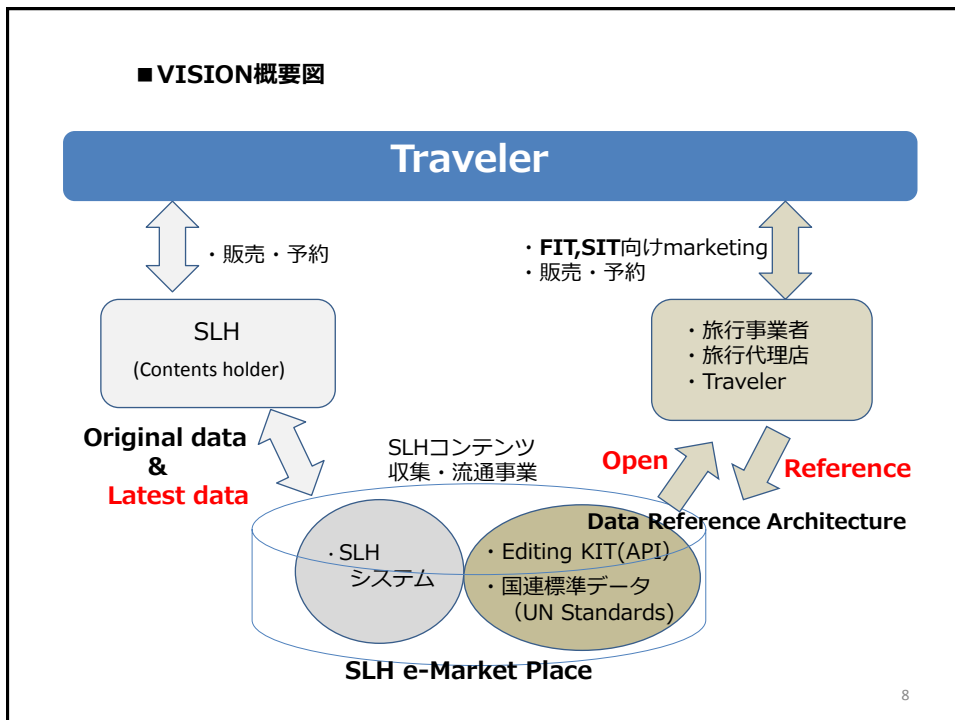 ■VISION概要図
Traveler
・販売・予約
・FIT,SIT向けmarketing
・販売・予約
SLH
(Contents holder)
・旅行事業者
・旅行代理店
・Traveler
Original data
&
Latest data
SLHコンテンツ
収集・流通事業
Open
Reference
Data Reference Architecture
・SLH
システム
・Editing KIT(API)
・国連標準データ
（UN Standards)
SLH e-Market Place
8